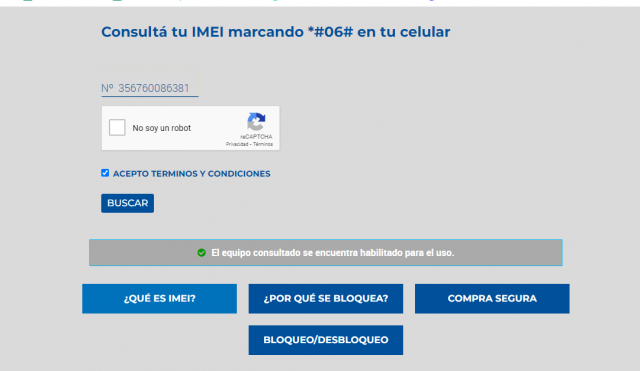 Consultá tu IMEI marcando *#06# en tu celular
Nº 356760086381
No soy un robot
reCAPTCHA
Privacidad - Términos
ACEPTO TERMINOS Y CONDICIONES
BUSCAR
El equipo consultado se encuentra habilitado para el uso.
¿QUÉ ES IMEI?
¿POR QUÉ SE BLOQUEA?
COMPRA SEGURA
BLOQUEO/DESBLOQUEO